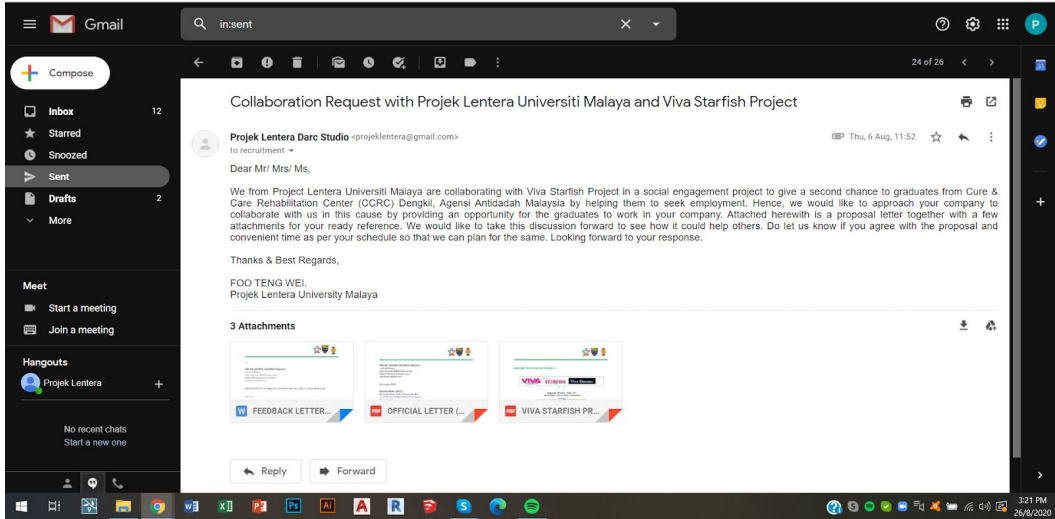 Gmail
in:sent
P
Compose
24 of 26
Inbox 12
Starred
Snoozed
Sent
Drafts 2
More
Collaboration Request with Projek Lentera Universiti Malaya and Viva Starfish Project
Projek Lentera Darc Studio <projeklentera@gmail.com>
Thu, 6 Aug, 11:52
to recruitment
Dear Mr/ Mrs/ Ms,
We from Project Lentera Universiti Malaya are collaborating with Viva Starfish Project in a social engagement project to give a second chance to graduates from Cure &
Care Rehabilitation Center (CCRC) Dengkil, Agensi Antidadah Malaysia by helping them to seek employment. Hence, we would like to approach your company to
collaborate with us in this cause by providing an opportunity for the graduates to work in your company. Attached herewith is a proposal letter together with a few
attachments for your ready reference. We would like to take this discussion forward to see how it could help others. Do let us know if you agree with the proposal and
convenient time as per your schedule so that we can plan for the same. Looking forward to your response.
Thanks & Best Regards,
FOO TENG WEI.
Projek Lentera University Malaya
Meet
Start a meeting
Join a meeting
Hangouts
Projek Lentera
No recent chats
Start a new one
3 Attachments
VIVA
W FEEDBACK LETTER...
PDF OFFICIAL LETTER (...
PDF VIVA STARFISH PR...
Reply
Forward
3:21 PM
26/8/2020